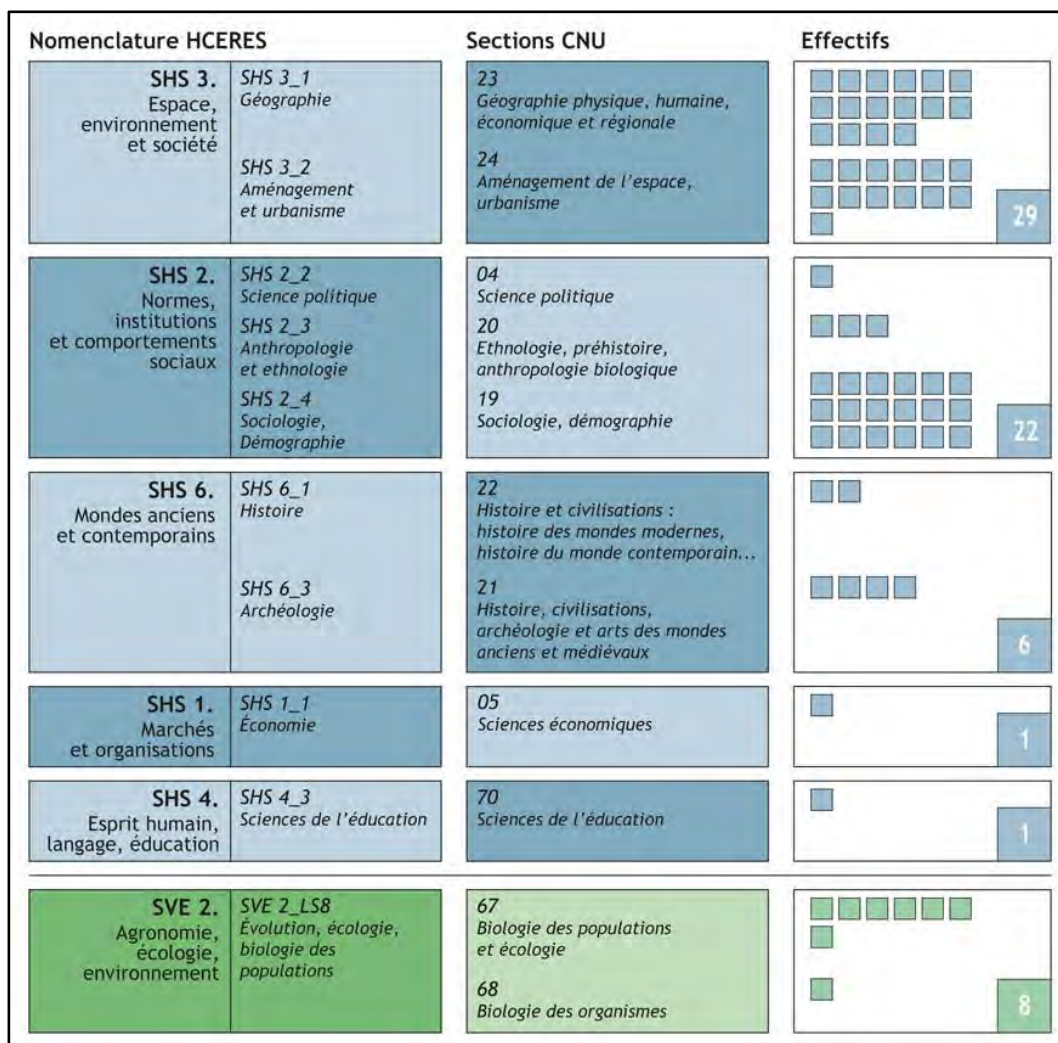 Nomenclature HCERES
Sections CNU
Effectifs
SHS 3.
Espace,
environnement
et société
SHS 3_1
Géographie
SHS 3_2
Aménagement
et urbanisme
23
Géographie physique, humaine,
économique et régionale
24
Aménagement de l'espace,
urbanisme
29
SHS 2.
Normes,
institutions
et comportements
sociaux
SHS 2_2
Science politique
SHS 2_3
Anthropologie
et ethnologie
SHS 2_4
Sociologie,
Démographie
04
Science politique
20
Ethnologie, préhistoire,
anthropologie biologique
19
Sociologie, démographie
22
SHS 6.
Mondes anciens
et contemporains
SHS 6_1
Histoire
SHS 6_3
Archéologie
22
Histoire et civilisations :
histoire des mondes modernes,
histoire du monde contemporain...
21
Histoire, civilisations,
archéologie et arts des mondes
anciens et médiévaux
6
SHS 1.
Marchés
et organisations
SHS 1_1
Économie
05
Sciences économiques
1
SHS 4.
Esprit humain,
langage, éducation
SHS 4_3
Sciences de l'éducation
70
Sciences de l'éducation
1
SVE 2.
Agronomie,
écologie,
environnement
SVE 2_LS8
Évolution, écologie,
biologie des
populations
67
Biologie des populations
et écologie
68
Biologie des organismes
8